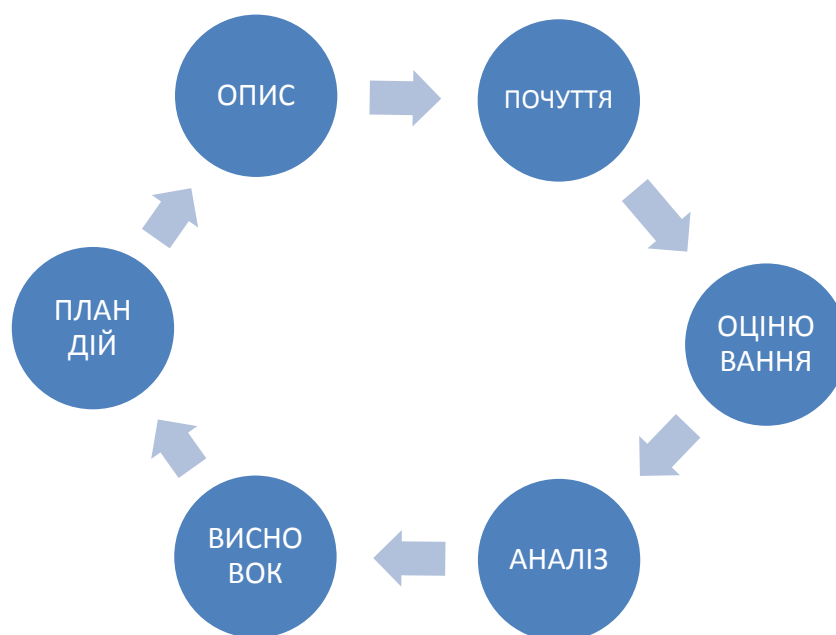 ОПИС
ПОЧУТТЯ
ОЦІНЮ
ВАННЯ
АНАЛІЗ
ВИСНО
ВОК
ПЛАН
ДІЙ